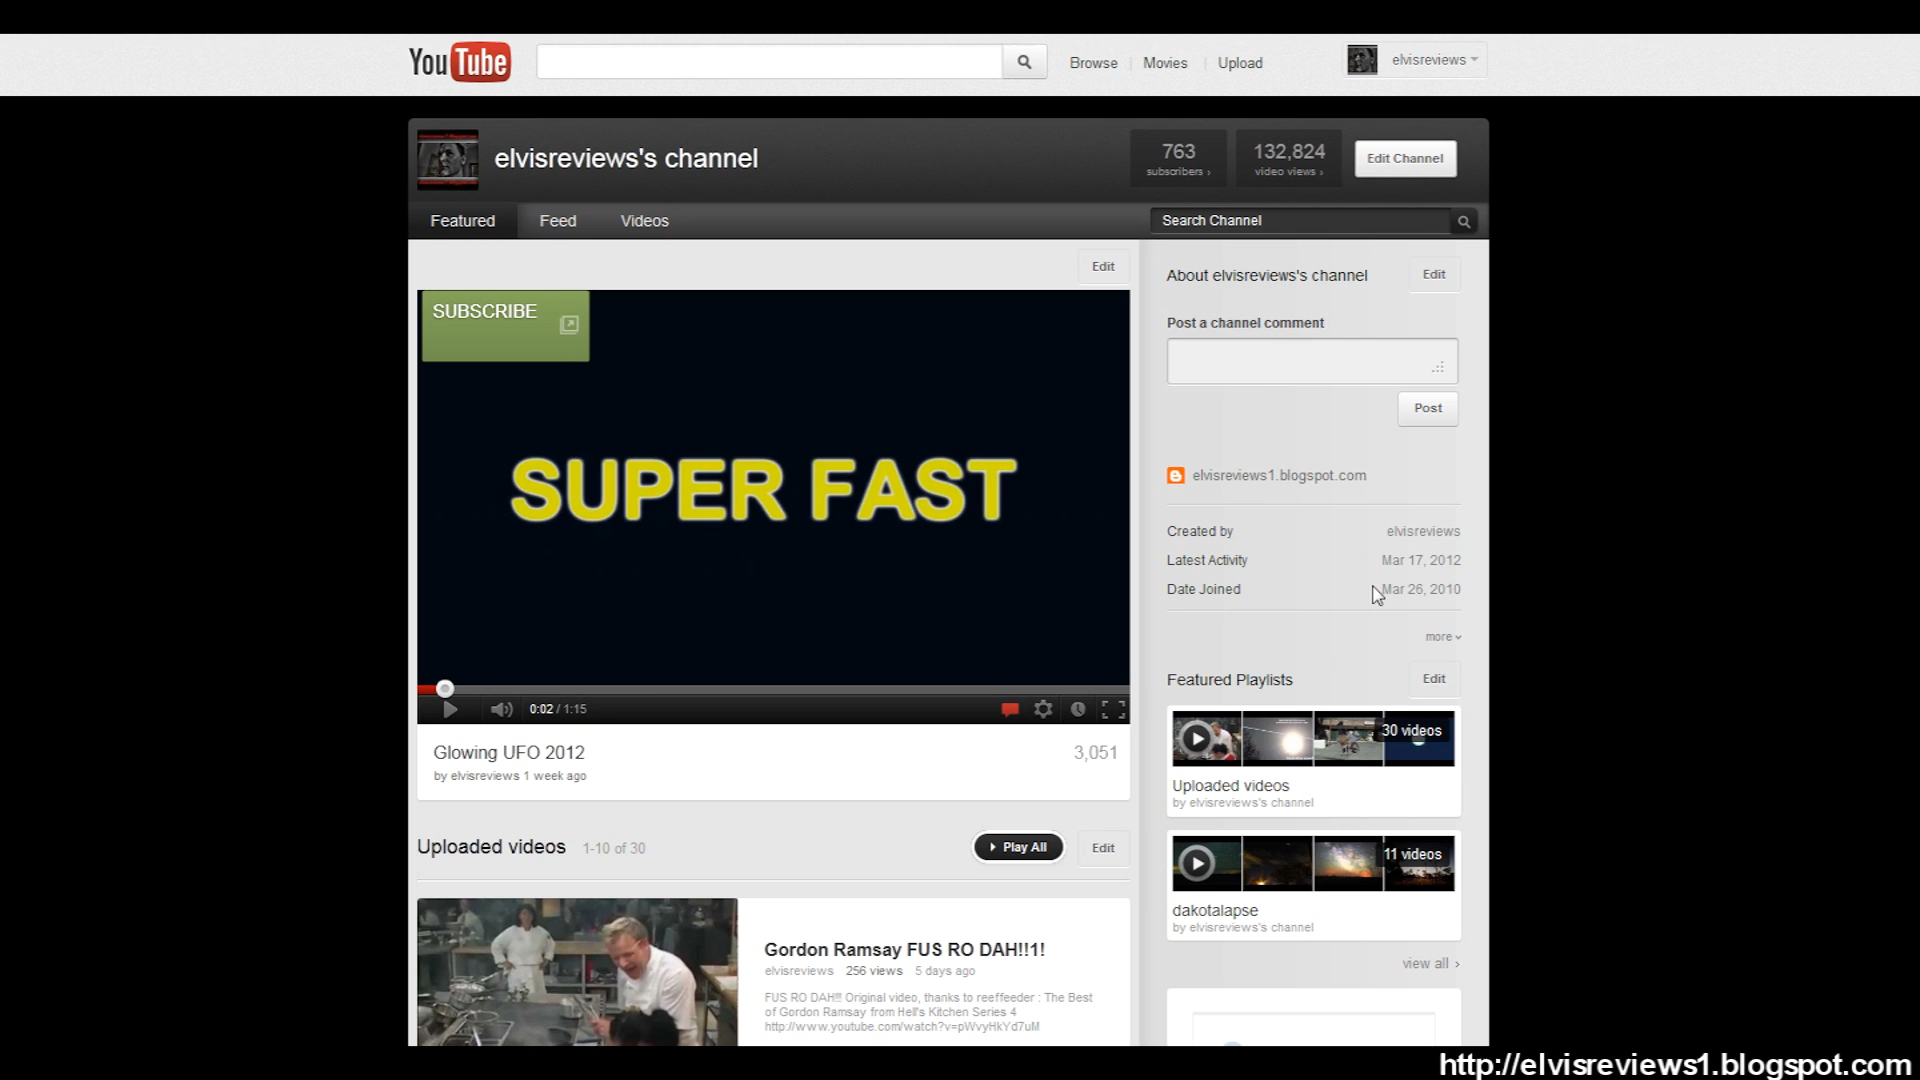 YouTube
Browse
Movies
Upload
elvisreviews
elvisreviews's channel
763
subscribers ›
132,824
video views ›
Edit Channel
Featured
Feed
Videos
Search Channel
Edit
SUBSCRIBE
SUPER FAST
0:02 / 1:15
Glowing UFO 2012
3,051
by elvisreviews 1 week ago
Uploaded videos 1-10 of 30
Play All
Edit
Gordon Ramsay FUS RO DAH!!1!
elvisreviews 256 views 5 days ago
FUS RO DAH!!! Original video, thanks to reeffeeder : The Best
of Gordon Ramsay from Hell's Kitchen Series 4
http://www.youtube.com/watch?v=pWvyHkYd7uM
About elvisreviews's channel
Edit
Post a channel comment
Post
elvisreviews1.blogspot.com
Created by elvisreviews
Latest Activity Mar 17, 2012
Date Joined Mar 26, 2010
more
Featured Playlists
Edit
30 videos
Uploaded videos
by elvisreviews's channel
11 videos
dakotalapse
by elvisreviews's channel
view all ›
http://elvisreviews1.blogspot.com